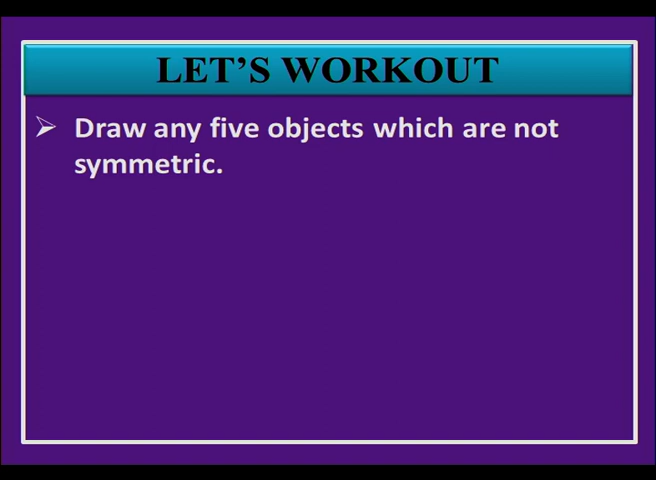 LET’S WORKOUT
➢ Draw any five objects which are not
symmetric.